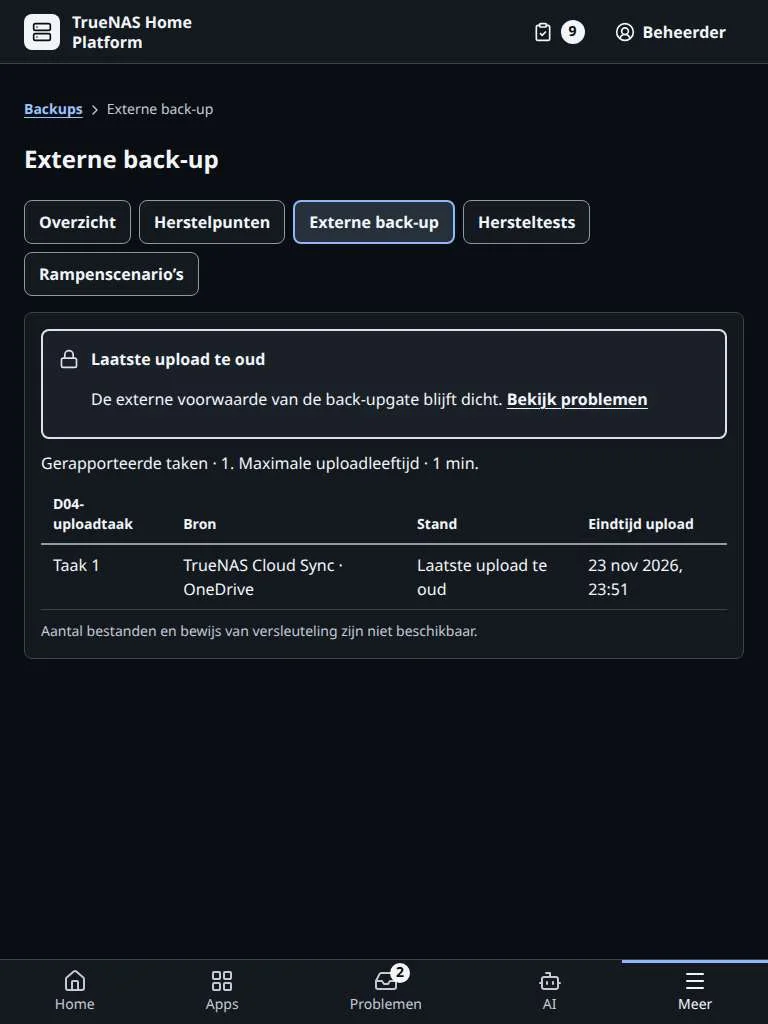 TrueNAS Home
Platform
9
Beheerder
Backups > Externe back-up
Externe back-up
Overzicht
Herstelpunten
Externe back-up
Hersteltests
Rampenscenario’s
Laatste upload te oud
De externe voorwaarde van de back-upgate blijft dicht. Bekijk problemen
Gerapporteerde taken · 1. Maximale uploadleeftijd · 1 min.
D04-
uploadtaak
Bron
Stand
Eindtijd upload
Taak 1
TrueNAS Cloud Sync ·
OneDrive
Laatste upload te
oud
23 nov 2026,
23:51
Aantal bestanden en bewijs van versleuteling zijn niet beschikbaar.
Home
Apps
2
Problemen
AI
Meer